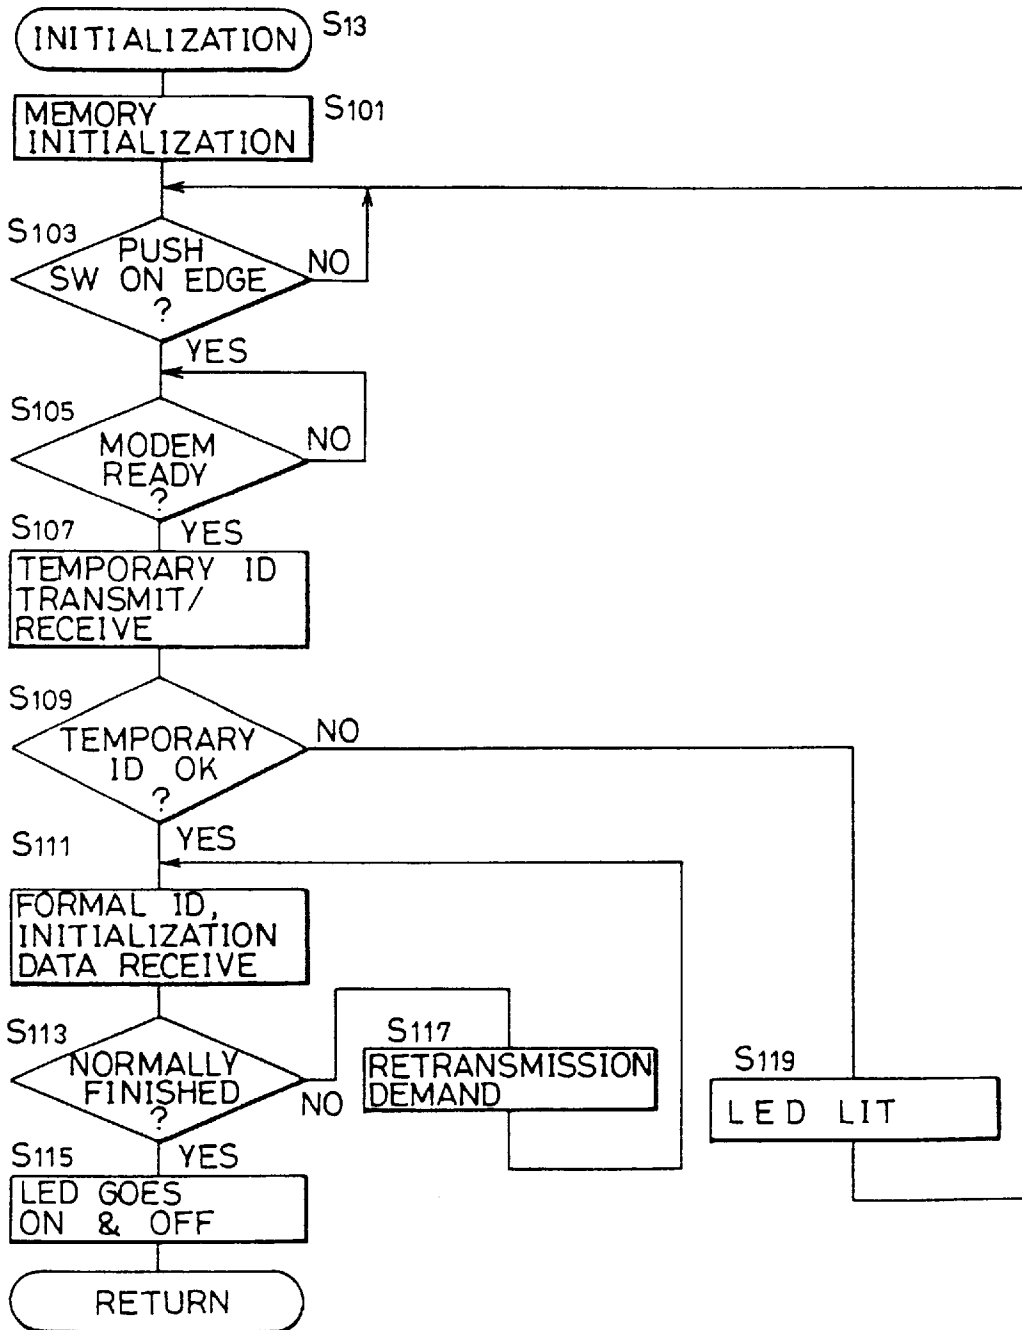 INITIALIZATION
S13
MEMORY
INITIALIZATION
S101
S103
PUSH
SW ON EDGE
?
NO
YES
S105
MODEM
READY
?
NO
YES
S107
TEMPORARY ID
TRANSMIT/
RECEIVE
S109
TEMPORARY
ID OK
?
NO
YES
S111
FORMAL ID,
INITIALIZATION
DATA RECEIVE
S113
NORMALLY
FINISHED
?
NO
YES
S117
RETRANSMISSION
DEMAND
S119
LED LIT
S115
LED GOES
ON & OFF
RETURN